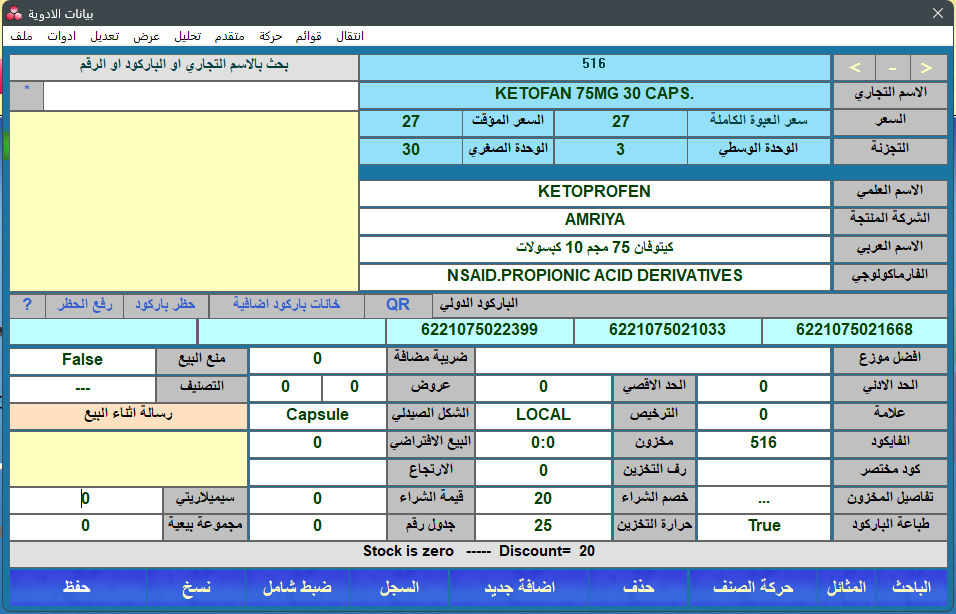 بيانات الادوية
ملف ادوات تعديل عرض تحليل متقدم حركة قوائم انتقال
< - > 516 بحث بالاسم التجاري او الباركود او الرقم
الاسم التجاري KETOFAN 75MG 30 CAPS. *
السعر سعر العبوة الكاملة 27 السعر المؤقت 27
التجزئة الوحدة الوسطي 3 الوحدة الصغري 30
الاسم العلمي KETOPROFEN
الشركة المنتجة AMRIYA
الاسم العربي كيتوفان 75 مجم 10 كبسولات
الفارماكولوجي NSAID.PROPIONIC ACID DERIVATIVES
الباركود الدولي QR خانات باركود اضافية حظر باركود رفع الحظر ?
6221075021668 6221075021033 6221075022399
افضل موزع ضريبة مضافة 0 منع البيع False
الحد الادني 0 الحد الاقصي 0 عروض 0 0 التصنيف ---
علامة 0 الترخيص LOCAL الشكل الصيدلي Capsule رسالة اثناء البيع
الفايكود 516 مخزون 0:0 البيع الافتراضي 0
كود مختصر رف التخزين 0 الارتجاع
تفاصيل المخزون ... خصم الشراء 20 قيمة الشراء 0 سيميلاريتي 0
طباعة الباركود True حرارة التخزين 25 جدول رقم 0 مجموعة بيعية 0
Stock is zero ----- Discount= 20
الباحث المثائل حركة الصنف حذف اضافة جديد السجل ضبط شامل نسخ حفظ